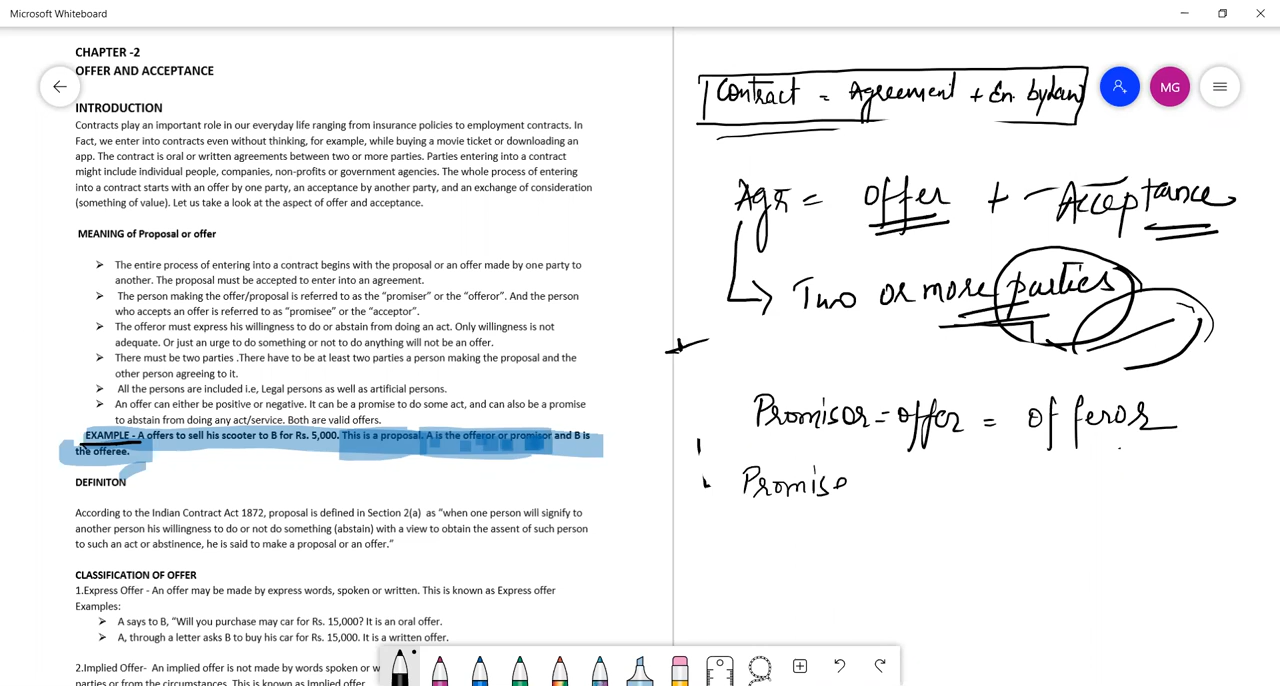 Microsoft Whiteboard
CHAPTER -2
OFFER AND ACCEPTANCE
INTRODUCTION
Contracts play an important role in our everyday life ranging from insurance policies to employment contracts. In
Fact, we enter into contracts even without thinking, for example, while buying a movie ticket or downloading an
app. The contract is oral or written agreements between two or more parties. Parties entering into a contract
might include individual people, companies, non-profits or government agencies. The whole process of entering
into a contract starts with an offer by one party, an acceptance by another party, and an exchange of consideration
(something of value). Let us take a look at the aspect of offer and acceptance.
MEANING of Proposal or offer
➢ The entire process of entering into a contract begins with the proposal or an offer made by one party to
another. The proposal must be accepted to enter into an agreement.
➢ The person making the offer/proposal is referred to as the “promiser” or the “offeror”. And the person
who accepts an offer is referred to as “promisee” or the “acceptor”.
➢ The offeror must express his willingness to do or abstain from doing an act. Only willingness is not
adequate. Or just an urge to do something or not to do anything will not be an offer.
➢ There must be two parties .There have to be at least two parties a person making the proposal and the
other person agreeing to it.
➢ All the persons are included i.e, Legal persons as well as artificial persons.
➢ An offer can either be positive or negative. It can be a promise to do some act, and can also be a promise
to abstain from doing any act/service. Both are valid offers.
EXAMPLE - A offers to sell his scooter to B for Rs. 5,000. This is a proposal. A is the offeror or promisor and B is
the offeree.
DEFINITON
According to the Indian Contract Act 1872, proposal is defined in Section 2(a) as “when one person will signify to
another person his willingness to do or not do something (abstain) with a view to obtain the assent of such person
to such an act or abstinence, he is said to make a proposal or an offer.”
CLASSIFICATION OF OFFER
1.Express Offer - An offer may be made by express words, spoken or written. This is known as Express offer
Examples:
➢ A says to B, “Will you purchase may car for Rs. 15,000? It is an oral offer.
➢ A, through a letter asks B to buy his car for Rs. 15,000. It is a written offer.
2.Implied Offer- An implied offer is not made by words spoken or w
parties or from the circumstances. This is known as Implied offer
Contract = Agreement + En. by law
MG
Agr = offer + Acceptance
Two or more parties
Promisor = offer = offeror
Promise